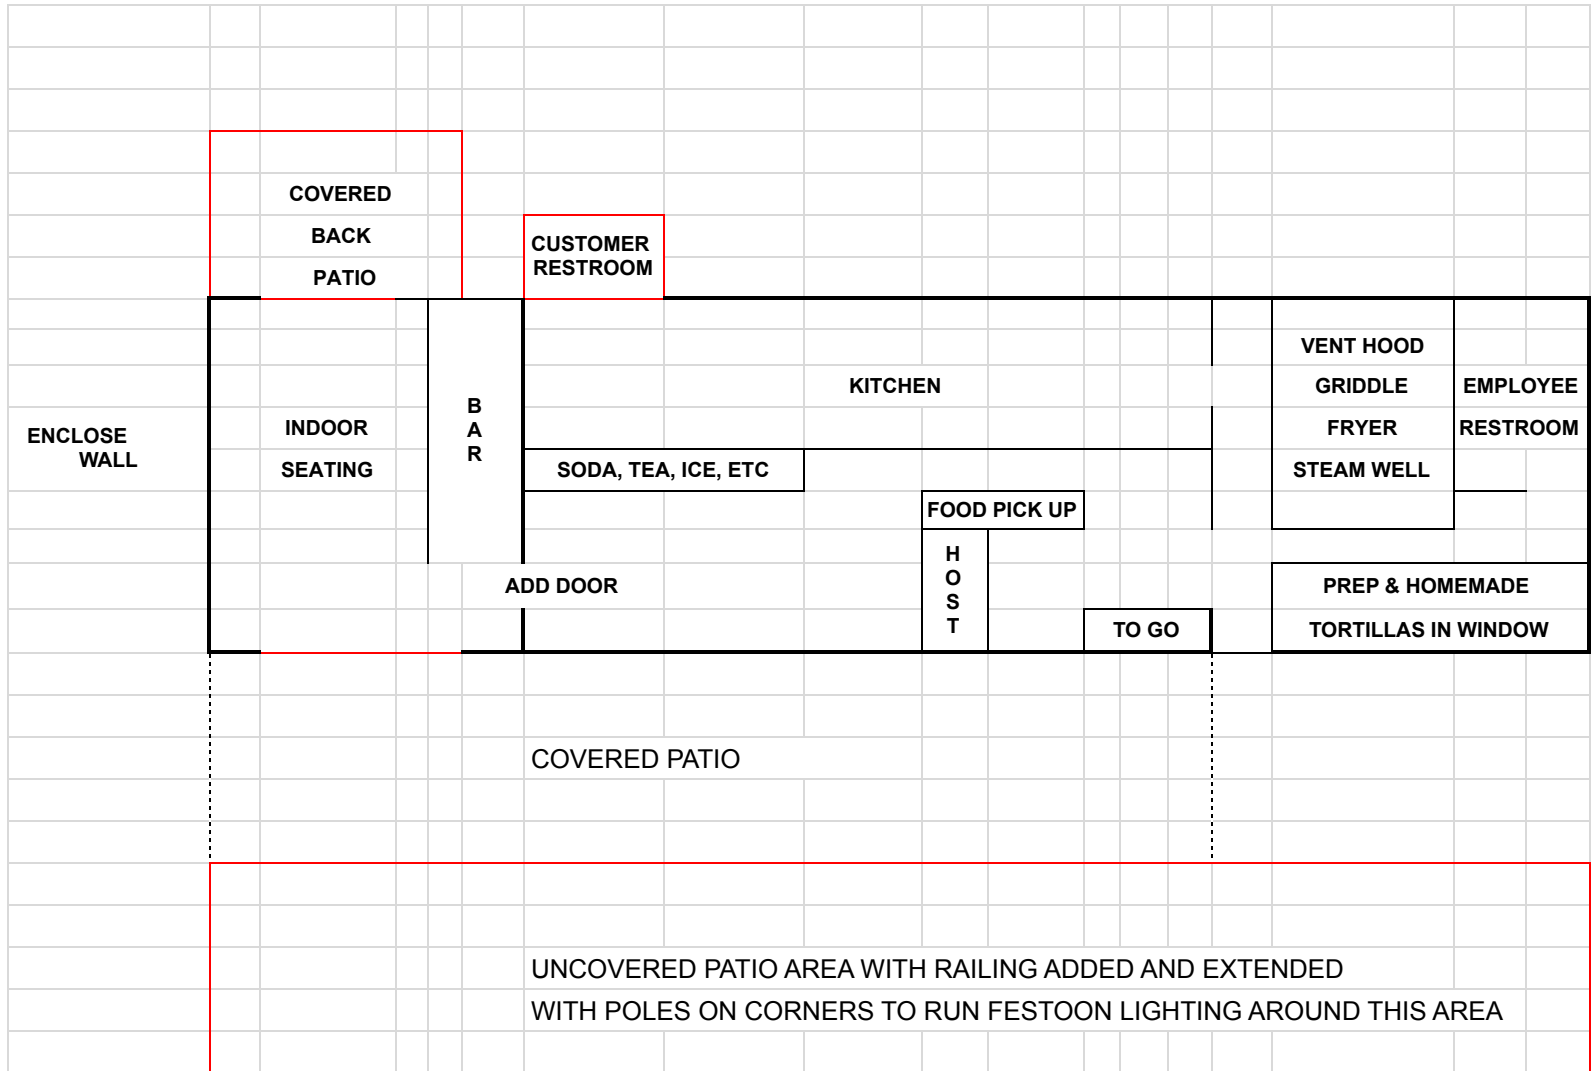 COVERED
BACK
PATIO
CUSTOMER
RESTROOM
VENT HOOD
KITCHEN
GRIDDLE
EMPLOYEE
B
A
R
ENCLOSE
WALL
INDOOR
SEATING
FRYER
RESTROOM
SODA, TEA, ICE, ETC
STEAM WELL
FOOD PICK UP
H
O
S
T
ADD DOOR
PREP & HOMEMADE
TO GO
TORTILLAS IN WINDOW
COVERED PATIO
UNCOVERED PATIO AREA WITH RAILING ADDED AND EXTENDED
WITH POLES ON CORNERS TO RUN FESTOON LIGHTING AROUND THIS AREA